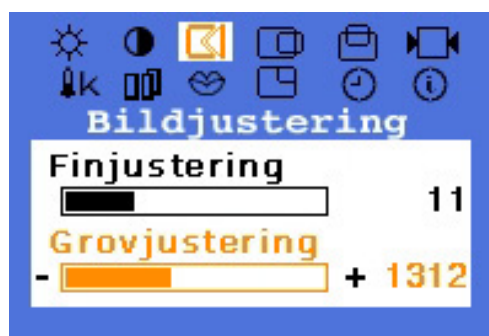 K
Bildjustering
Finjustering
11
Grovjustering
- + 1312